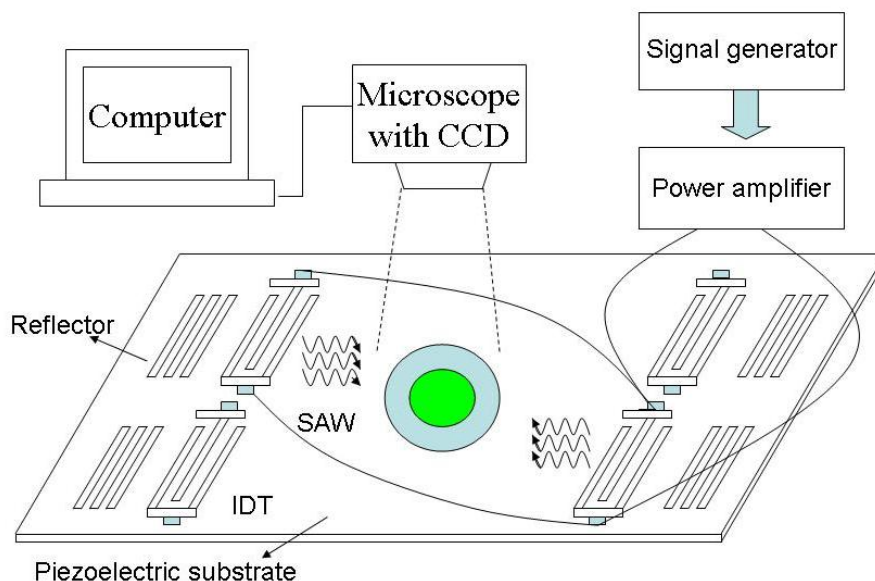 Signal generator
Computer
Microscope
with CCD
Power amplifier
Reflector
SAW
IDT
Piezoelectric substrate